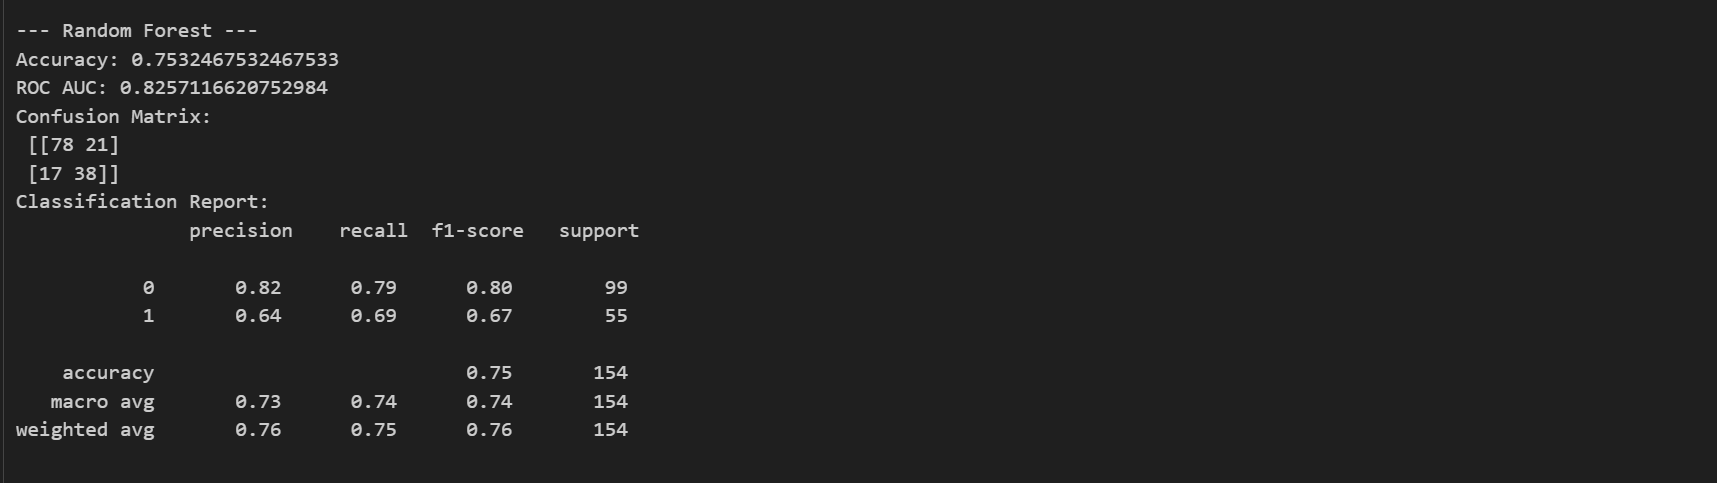 --- Random Forest ---
Accuracy: 0.7532467532467533
ROC AUC: 0.8257116620752984
Confusion Matrix:
 [[78 21]
 [17 38]]
Classification Report:
               precision    recall  f1-score   support

           0       0.82      0.79      0.80        99
           1       0.64      0.69      0.67        55

    accuracy                           0.75       154
   macro avg       0.73      0.74      0.74       154
weighted avg       0.76      0.75      0.76       154